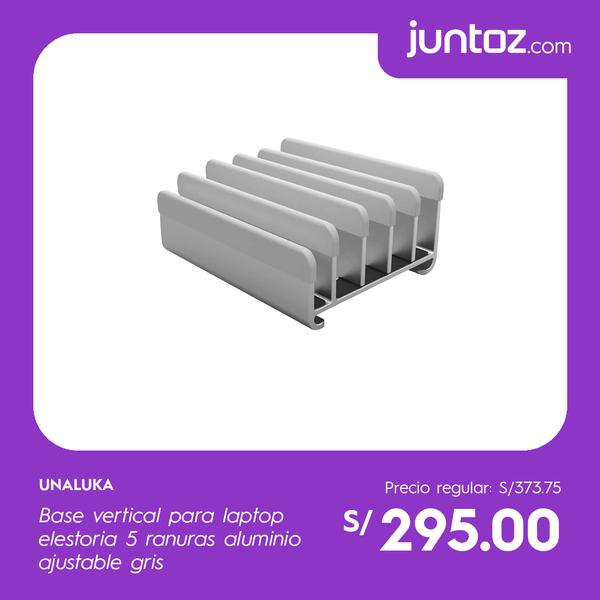 juntoz.com
UNALUKA
Base vertical para laptop
elestoria 5 ranuras aluminio
ajustable gris
Precio regular: S/373.75
S/295.00